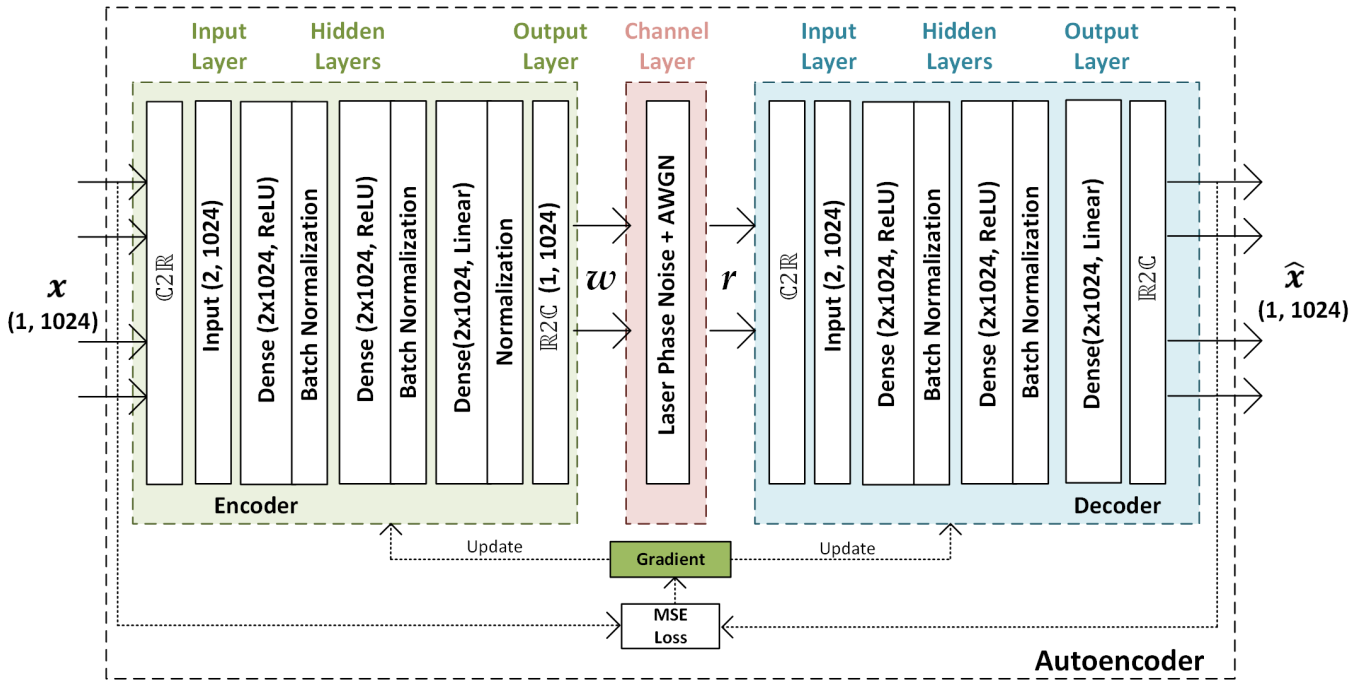 Input
Layer
Hidden
Layers
Output
Layer
Channel
Layer
Input
Layer
Hidden
Layers
Output
Layer
x
(1, 1024)
ℂ2ℝ
Input (2, 1024)
Dense (2x1024, ReLU)
Batch Normalization
Dense (2x1024, ReLU)
Batch Normalization
Dense(2x1024, Linear)
Normalization
ℝ2ℂ (1, 1024)
Encoder
w
Laser Phase Noise + AWGN
r
ℂ2ℝ
Input (2, 1024)
Dense (2x1024, ReLU)
Batch Normalization
Dense (2x1024, ReLU)
Batch Normalization
Dense(2x1024, Linear)
ℝ2ℂ
Decoder
x̂
(1, 1024)
Update
Gradient
Update
MSE
Loss
Autoencoder